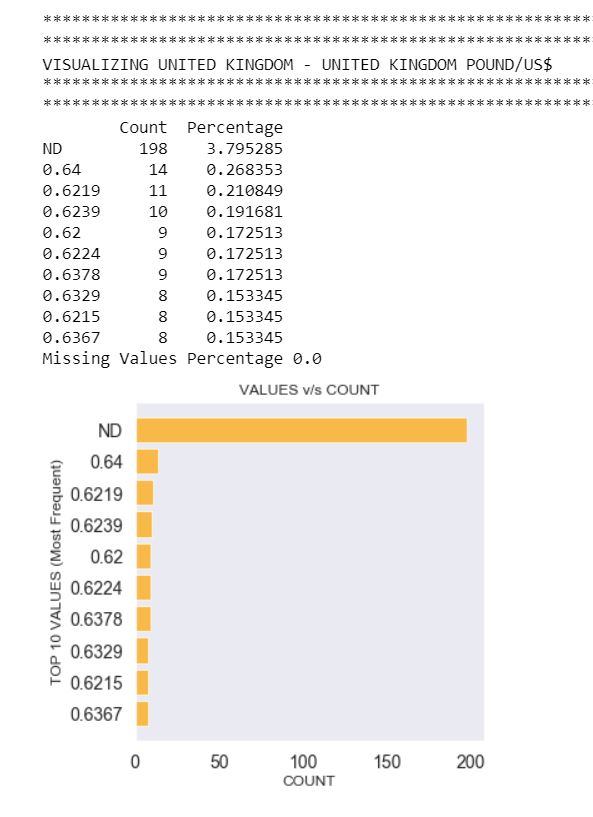 *********************************************************
*********************************************************
VISUALIZING UNITED KINGDOM - UNITED KINGDOM POUND/US$
*********************************************************
*********************************************************
Count Percentage
ND 198 3.795285
0.64 14 0.268353
0.6219 11 0.210849
0.6239 10 0.191681
0.62 9 0.172513
0.6224 9 0.172513
0.6378 9 0.172513
0.6329 8 0.153345
0.6215 8 0.153345
0.6367 8 0.153345
Missing Values Percentage 0.0
VALUES v/s COUNT
TOP 10 VALUES (Most Frequent)
ND
0.64
0.6219
0.6239
0.62
0.6224
0.6378
0.6329
0.6215
0.6367
0 50 100 150 200
COUNT